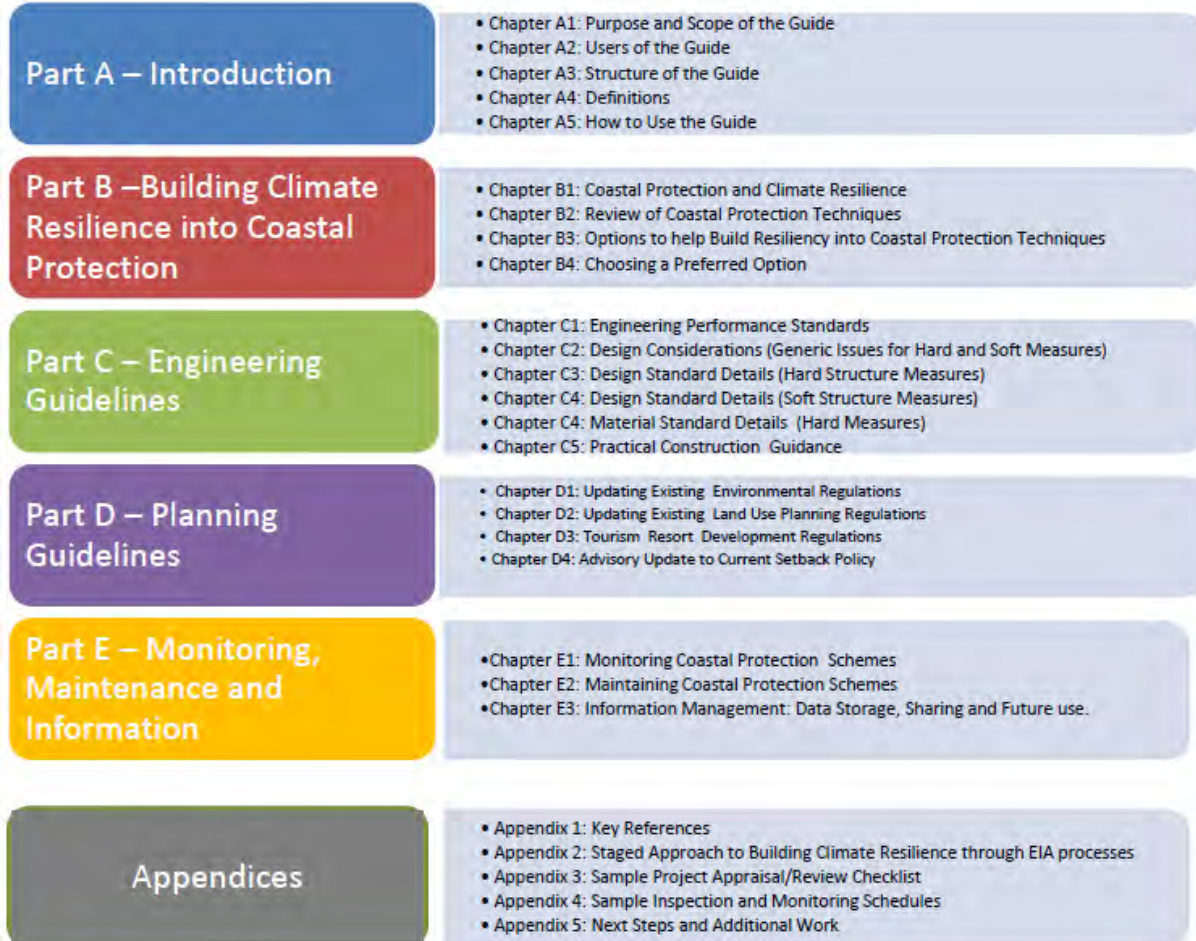 Part A – Introduction
• Chapter A1: Purpose and Scope of the Guide
• Chapter A2: Users of the Guide
• Chapter A3: Structure of the Guide
• Chapter A4: Definitions
• Chapter A5: How to Use the Guide
Part B –Building Climate
Resilience into Coastal
Protection
• Chapter B1: Coastal Protection and Climate Resilience
• Chapter B2: Review of Coastal Protection Techniques
• Chapter B3: Options to help Build Resiliency into Coastal Protection Techniques
• Chapter B4: Choosing a Preferred Option
Part C – Engineering
Guidelines
• Chapter C1: Engineering Performance Standards
• Chapter C2: Design Considerations (Generic Issues for Hard and Soft Measures)
• Chapter C3: Design Standard Details (Hard Structure Measures)
• Chapter C4: Design Standard Details (Soft Structure Measures)
• Chapter C4: Material Standard Details (Hard Measures)
• Chapter C5: Practical Construction Guidance
Part D – Planning
Guidelines
• Chapter D1: Updating Existing Environmental Regulations
• Chapter D2: Updating Existing Land Use Planning Regulations
• Chapter D3: Tourism Resort Development Regulations
• Chapter D4: Advisory Update to Current Setback Policy
Part E – Monitoring,
Maintenance and
Information
•Chapter E1: Monitoring Coastal Protection Schemes
•Chapter E2: Maintaining Coastal Protection Schemes
•Chapter E3: Information Management: Data Storage, Sharing and Future use.
Appendices
• Appendix 1: Key References
• Appendix 2: Staged Approach to Building Climate Resilience through EIA processes
• Appendix 3: Sample Project Appraisal/Review Checklist
• Appendix 4: Sample Inspection and Monitoring Schedules
• Appendix 5: Next Steps and Additional Work